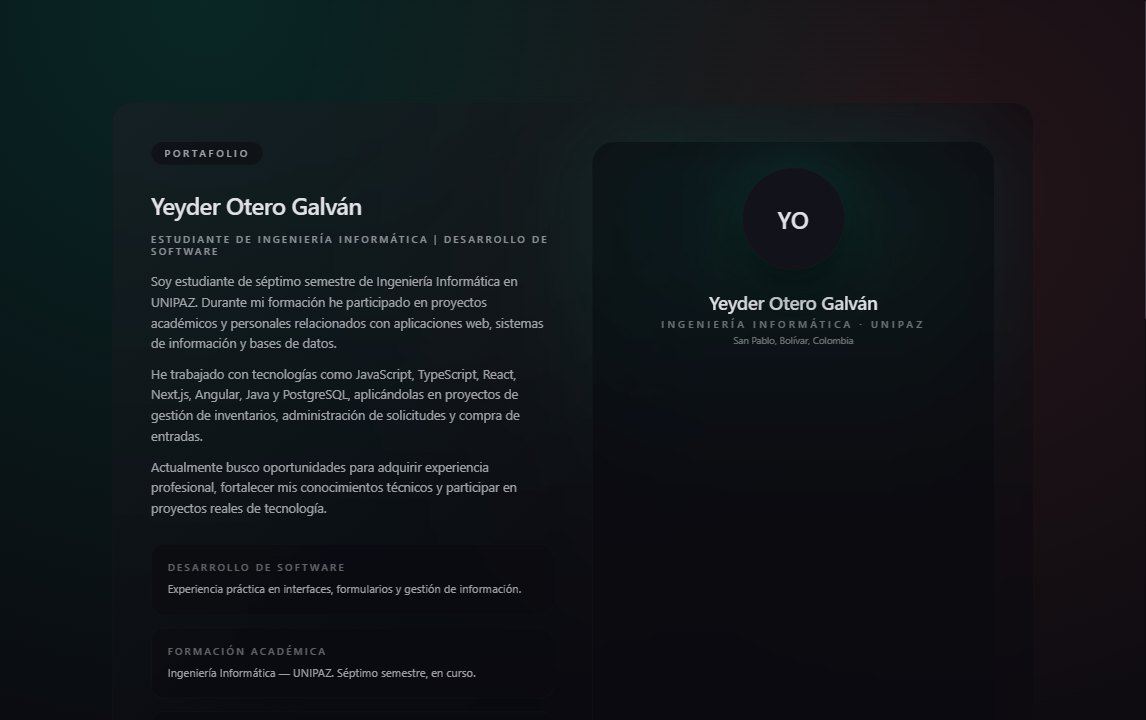 PORTAFOLIO
Yeyder Otero Galván
ESTUDIANTE DE INGENIERÍA INFORMÁTICA | DESARROLLO DE
SOFTWARE
Soy estudiante de séptimo semestre de Ingeniería Informática en
UNIPAZ. Durante mi formación he participado en proyectos
académicos y personales relacionados con aplicaciones web, sistemas
de información y bases de datos.
He trabajado con tecnologías como JavaScript, TypeScript, React,
Next.js, Angular, Java y PostgreSQL, aplicándolas en proyectos de
gestión de inventarios, administración de solicitudes y compra de
entradas.
Actualmente busco oportunidades para adquirir experiencia
profesional, fortalecer mis conocimientos técnicos y participar en
proyectos reales de tecnología.
DESARROLLO DE SOFTWARE
Experiencia práctica en interfaces, formularios y gestión de información.
FORMACIÓN ACADÉMICA
Ingeniería Informática — UNIPAZ. Séptimo semestre, en curso.
YO
Yeyder Otero Galván
INGENIERÍA INFORMÁTICA · UNIPAZ
San Pablo, Bolívar, Colombia